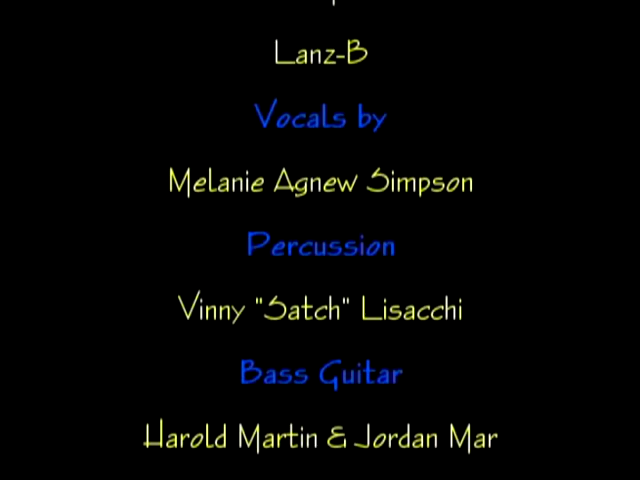 Lanz-B
Vocals by
Melanie Agnew Simpson
Percussion
Vinny "Satch" Lisacchi
Bass Guitar
Harold Martin & Jordan Mar